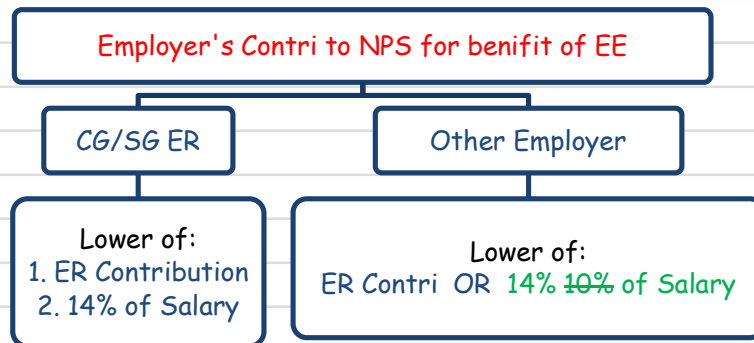 Employer's Contri to NPS for benifit of EE
CG/SG ER
Other Employer
Lower of:
1. ER Contribution
2. 14% of Salary
Lower of:
ER Contri OR 14% 10% of Salary